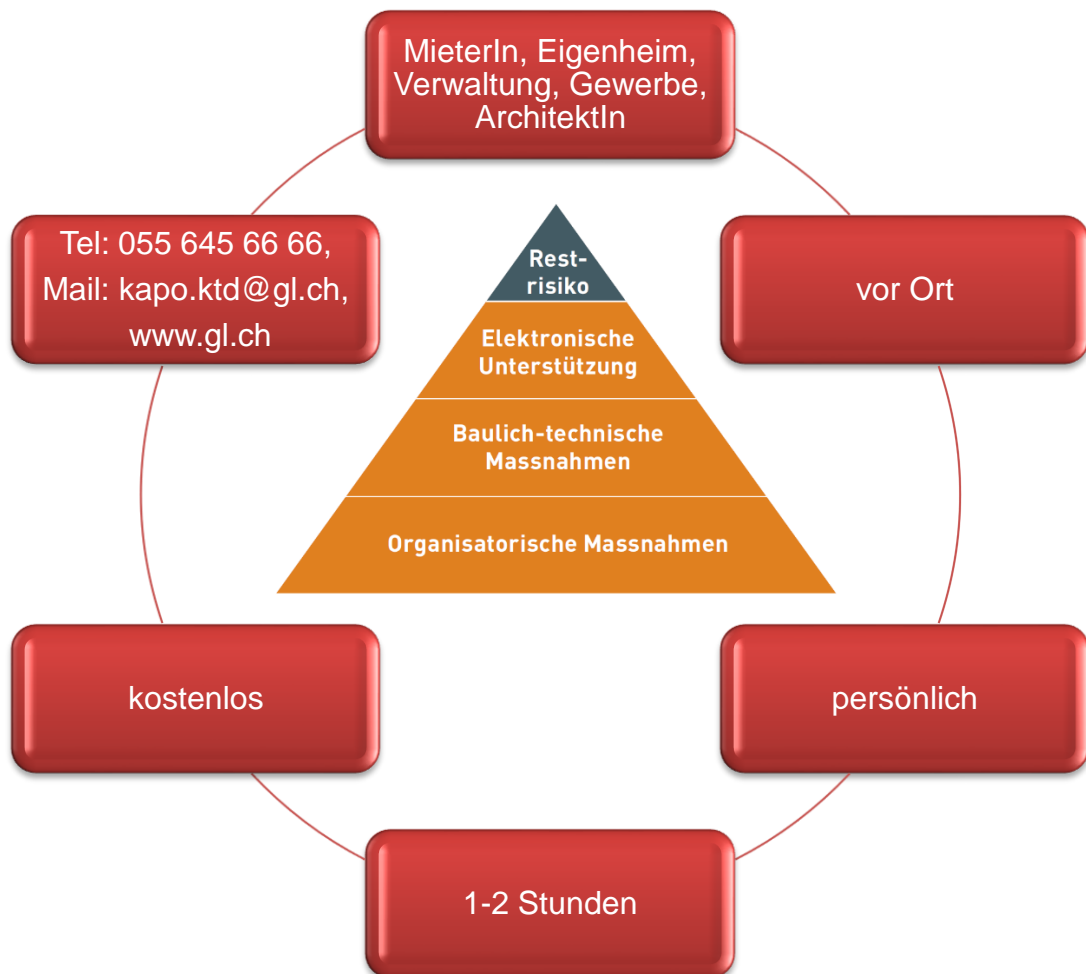 MieterIn, Eigenheim,
Verwaltung, Gewerbe,
ArchitektIn
Tel: 055 645 66 66,
Mail: kapo.ktd@gl.ch,
www.gl.ch
Rest-
risiko
Elektronische
Unterstützung
Baulich-technische
Massnahmen
Organisatorische Massnahmen
vor Ort
kostenlos
persönlich
1-2 Stunden